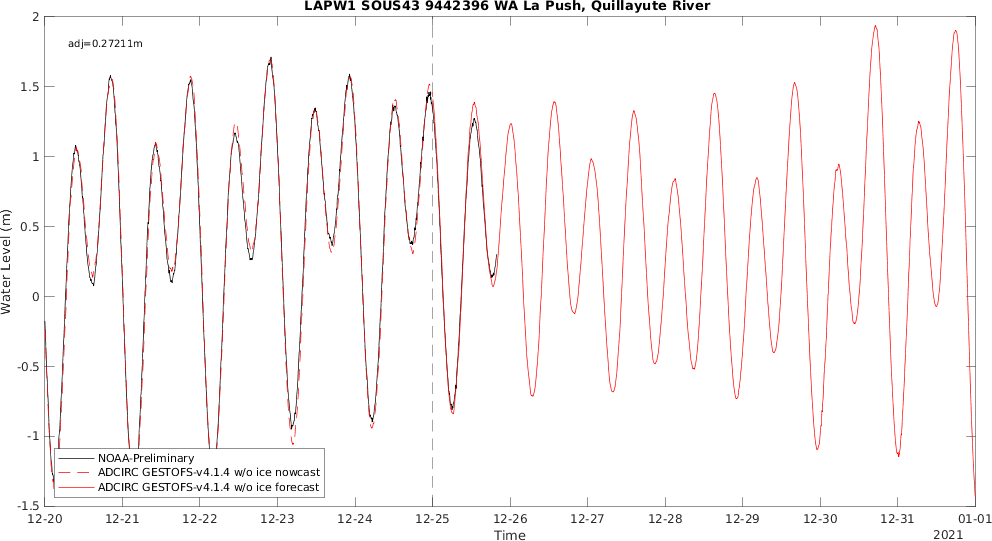 LAPW1 SOUS43 9442396 WA La Push, Quillayute River
adj=0.27211m
2
1.5
1
0.5
0
-0.5
-1
-1.5
Water Level (m)
NOAA-Preliminary
ADCIRC GESTOFS-v4.1.4 w/o ice nowcast
ADCIRC GESTOFS-v4.1.4 w/o ice forecast
12-20 12-21 12-22 12-23 12-24 12-25 12-26 12-27 12-28 12-29 12-30 12-31 01-01
Time
2021